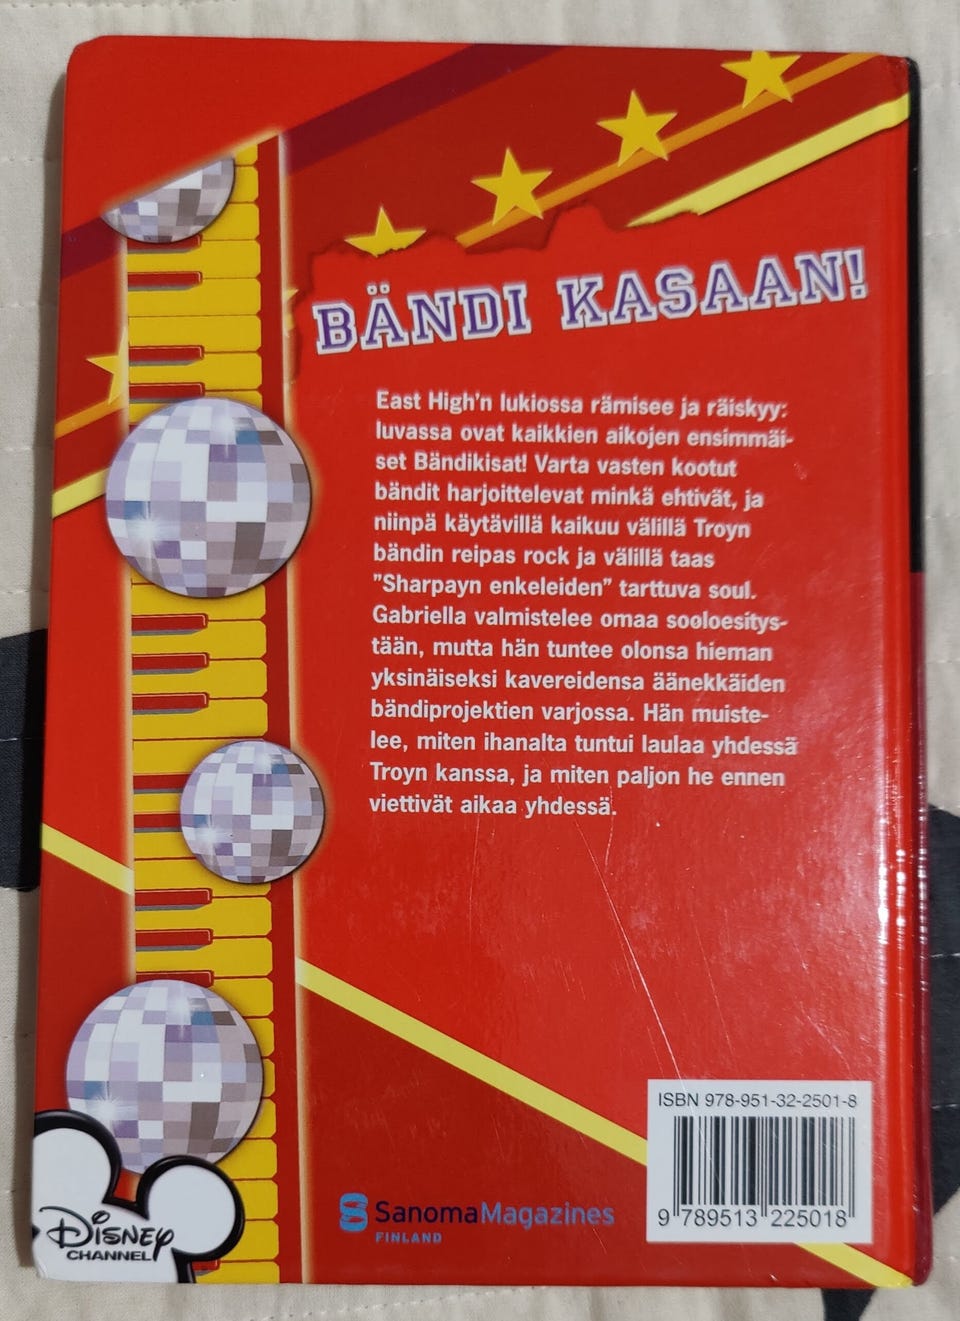 BÄNDI KASAAN!
East High'n lukiossa rämisee ja räiskyy:
luvassa ovat kaikkien aikojen ensimmäi-
set Bändikisat! Varta vasten kootut
bändit harjoittelevat minkä ehtivät, ja
niinpä käytävillä kaikuu välillä Troyn
bändin reipas rock ja välillä taas
”Sharpayn enkeleiden” tarttuva soul.
Gabriella valmistelee omaa sooloesitys-
tään, mutta hän tuntee olonsa hieman
yksinäiseksi kavereidensa äänekkäiden
bändiprojektien varjossa. Hän muiste-
lee, miten ihanalta tuntui laulaa yhdessä
Troyn kanssa, ja miten paljon he ennen
viettivät aikaa yhdessä.
ISBN 978-951-32-2501-8
9 789513 225018
SanomaMagazines
FINLAND
DISNEY
CHANNEL